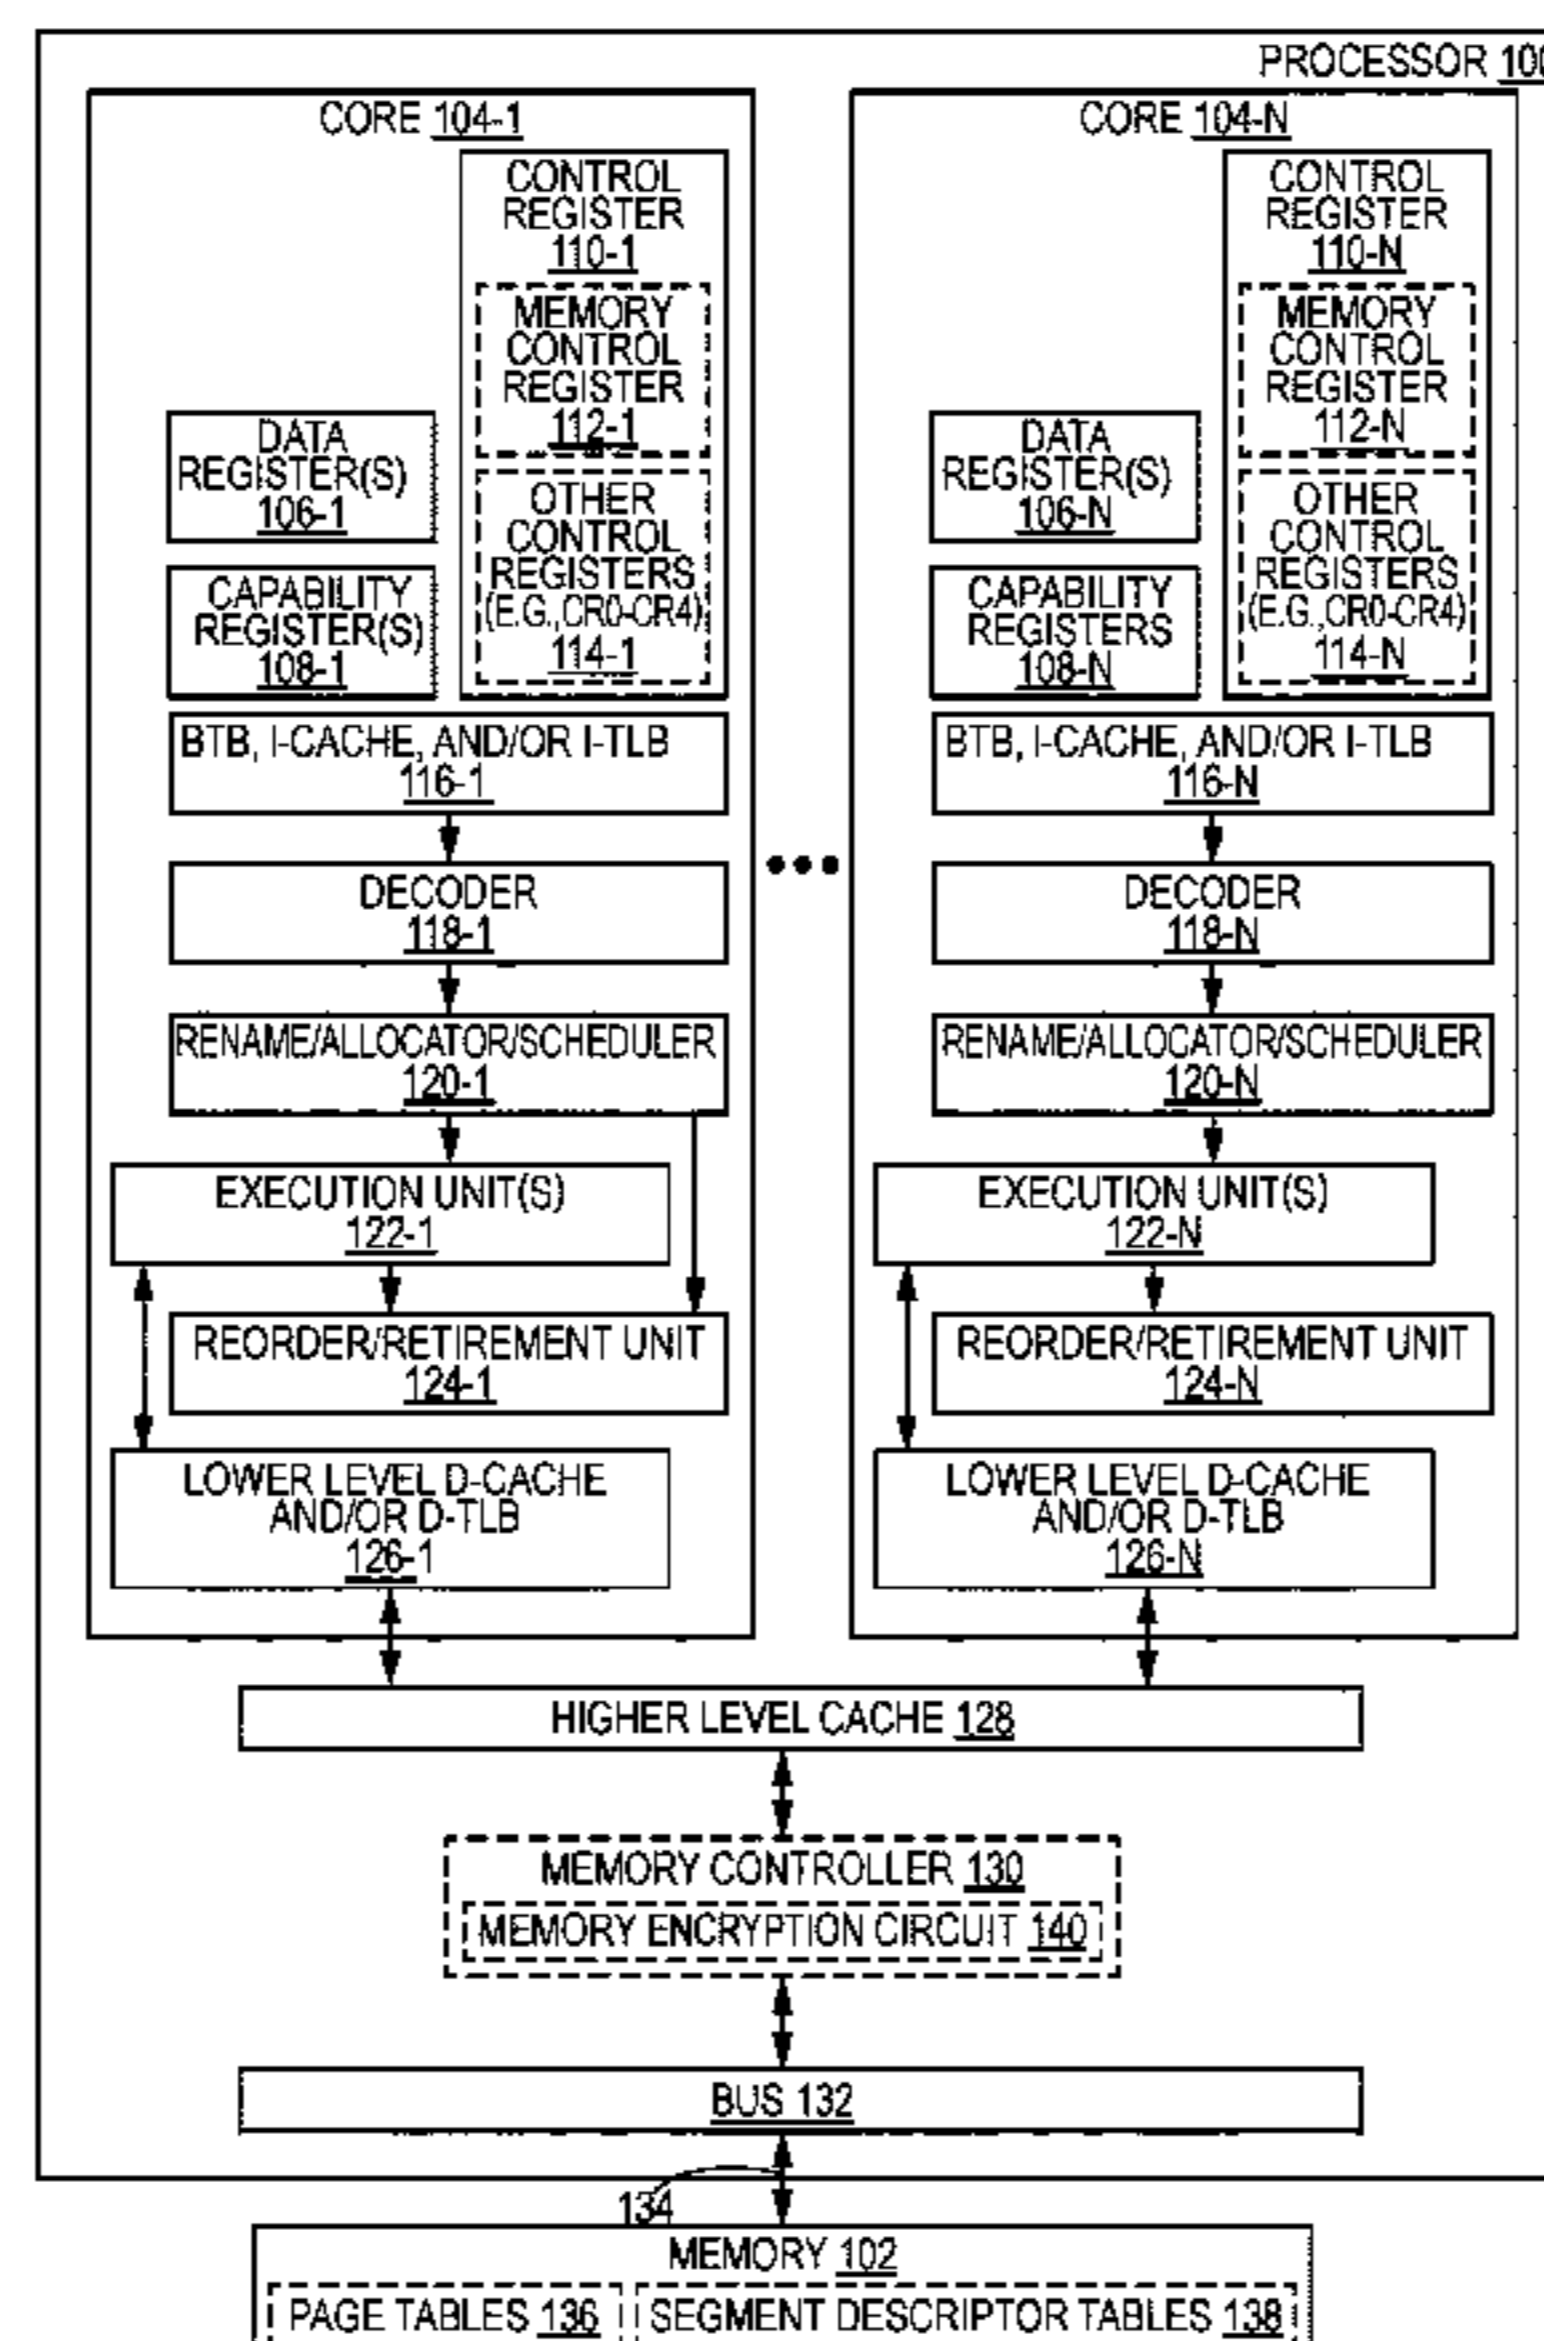 PROCESSOR 100
CORE 104-1
CONTROL
REGISTER
110-1
MEMORY
CONTROL
REGISTER
112-1
DATA
REGISTER(S)
106-1
OTHER
CONTROL
REGISTERS
(E.G.,CR0-CR4)
114-1
CAPABILITY
REGISTER(S)
108-1
BTB, I-CACHE, AND/OR I-TLB
116-1
DECODER
118-1
RENAME/ALLOCATOR/SCHEDULER
120-1
EXECUTION UNIT(S)
122-1
REORDER/RETIREMENT UNIT
124-1
LOWER LEVEL D-CACHE
AND/OR D-TLB
126-1
CORE 104-N
CONTROL
REGISTER
110-N
MEMORY
CONTROL
REGISTER
112-N
DATA
REGISTER(S)
106-N
OTHER
CONTROL
REGISTERS
(E.G.,CR0-CR4)
114-N
CAPABILITY
REGISTERS
108-N
BTB, I-CACHE, AND/OR I-TLB
116-N
DECODER
118-N
RENAME/ALLOCATOR/SCHEDULER
120-N
EXECUTION UNIT(S)
122-N
REORDER/RETIREMENT UNIT
124-N
LOWER LEVEL D-CACHE
AND/OR D-TLB
126-N
HIGHER LEVEL CACHE 128
MEMORY CONTROLLER 130
MEMORY ENCRYPTION CIRCUIT 140
BUS 132
134
MEMORY 102
PAGE TABLES 136
SEGMENT DESCRIPTOR TABLES 138